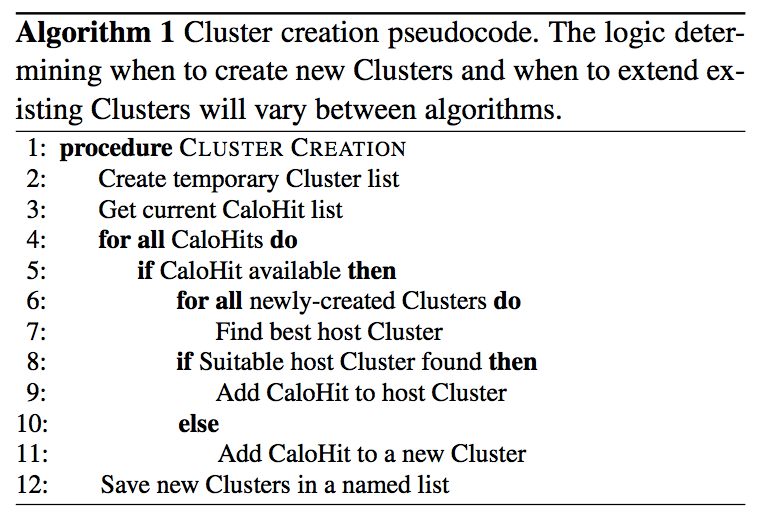 Algorithm 1 Cluster creation pseudocode. The logic deter-
mining when to create new Clusters and when to extend ex-
isting Clusters will vary between algorithms.
1: procedure CLUSTER CREATION
2: Create temporary Cluster list
3: Get current CaloHit list
4: for all CaloHits do
5: if CaloHit available then
6: for all newly-created Clusters do
7: Find best host Cluster
8: if Suitable host Cluster found then
9: Add CaloHit to host Cluster
10: else
11: Add CaloHit to a new Cluster
12: Save new Clusters in a named list